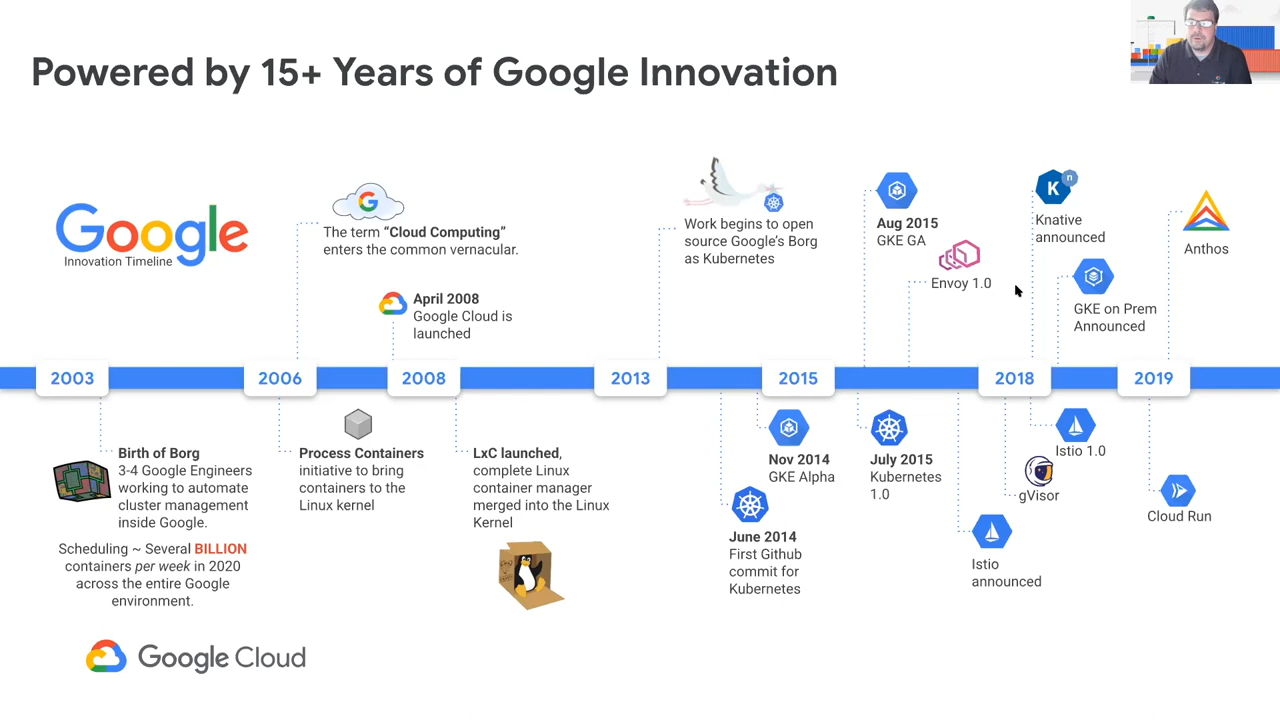 Powered by 15+ Years of Google Innovation
Google
Innovation Timeline
G
The term “Cloud Computing”
enters the common vernacular.
April 2008
Google Cloud is
launched
Work begins to open
source Google's Borg
as Kubernetes
Aug 2015
GKE GA
Envoy 1.0
K
n
Knative
announced
GKE on Prem
Announced
Anthos
2003
2006
2008
2013
2015
2018
2019
Birth of Borg
3-4 Google Engineers
working to automate
cluster management
inside Google.
Scheduling ~ Several BILLION
containers per week in 2020
across the entire Google
environment.
Process Containers
initiative to bring
containers to the
Linux kernel
LxC launched,
complete Linux
container manager
merged into the Linux
Kernel
Nov 2014
GKE Alpha
June 2014
First Github
commit for
Kubernetes
July 2015
Kubernetes
1.0
Istio
announced
gVisor
Istio 1.0
Cloud Run
Google Cloud